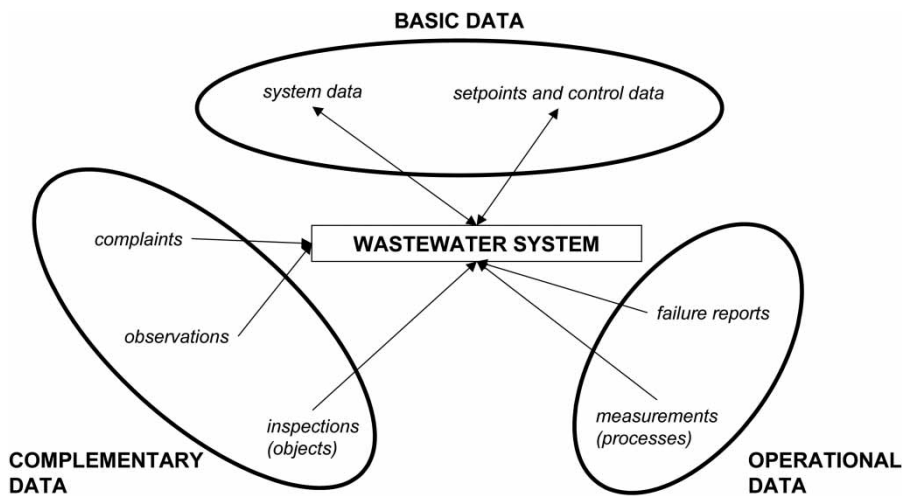 BASIC DATA
system data
setpoints and control data
complaints
WASTEWATER SYSTEM
observations
failure reports
inspections
(objects)
measurements
(processes)
COMPLEMENTARY
DATA
OPERATIONAL
DATA